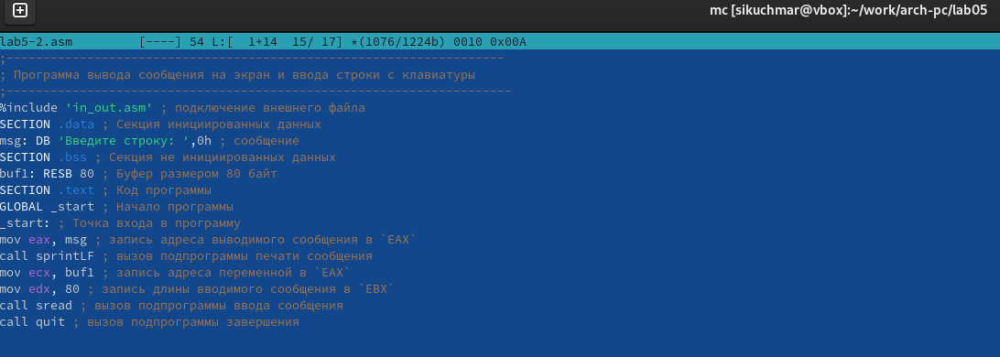 mc [sikuchmar@vbox]:~/work/arch-pc/lab05
lab5-2.asm [----] 54 L:[ 1+14 15/ 17] *(1076/1224b) 0010 0x00A
;--------------------------------------------------------------------
; Программа вывода сообщения на экран и ввода строки с клавиатуры
;---------------------------------------------------------------------
%include 'in_out.asm' ; подключение внешнего файла
SECTION .data ; Секция инициированных данных
msg: DB 'Введите строку: ',0h ; сообщение
SECTION .bss ; Секция не инициированных данных
buf1: RESB 80 ; Буфер размером 80 байт
SECTION .text ; Код программы
GLOBAL _start ; Начало программы
_start: ; Точка входа в программу
mov eax, msg ; запись адреса выводимого сообщения в `EAX`
call sprintLF ; вызов подпрограммы печати сообщения
mov ecx, buf1 ; запись адреса переменной в `EAX`
mov edx, 80 ; запись длины вводимого сообщения в `EBX`
call sread ; вызов подпрограммы ввода сообщения
call quit ; вызов подпрограммы завершения